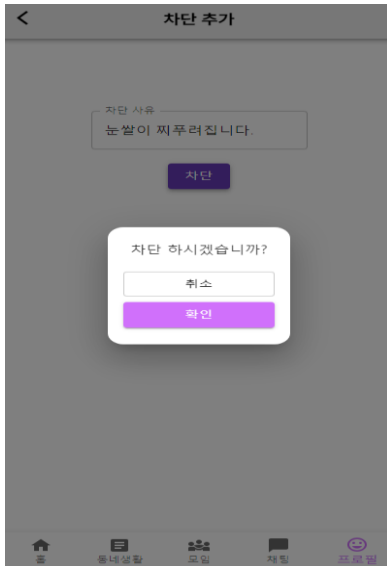 차단 추가
차단 사유
눈쌀이 찌푸려집니다.
차단
차단 하시겠습니까?
취소
확인
홈
동네생활
모임
채팅
프로필